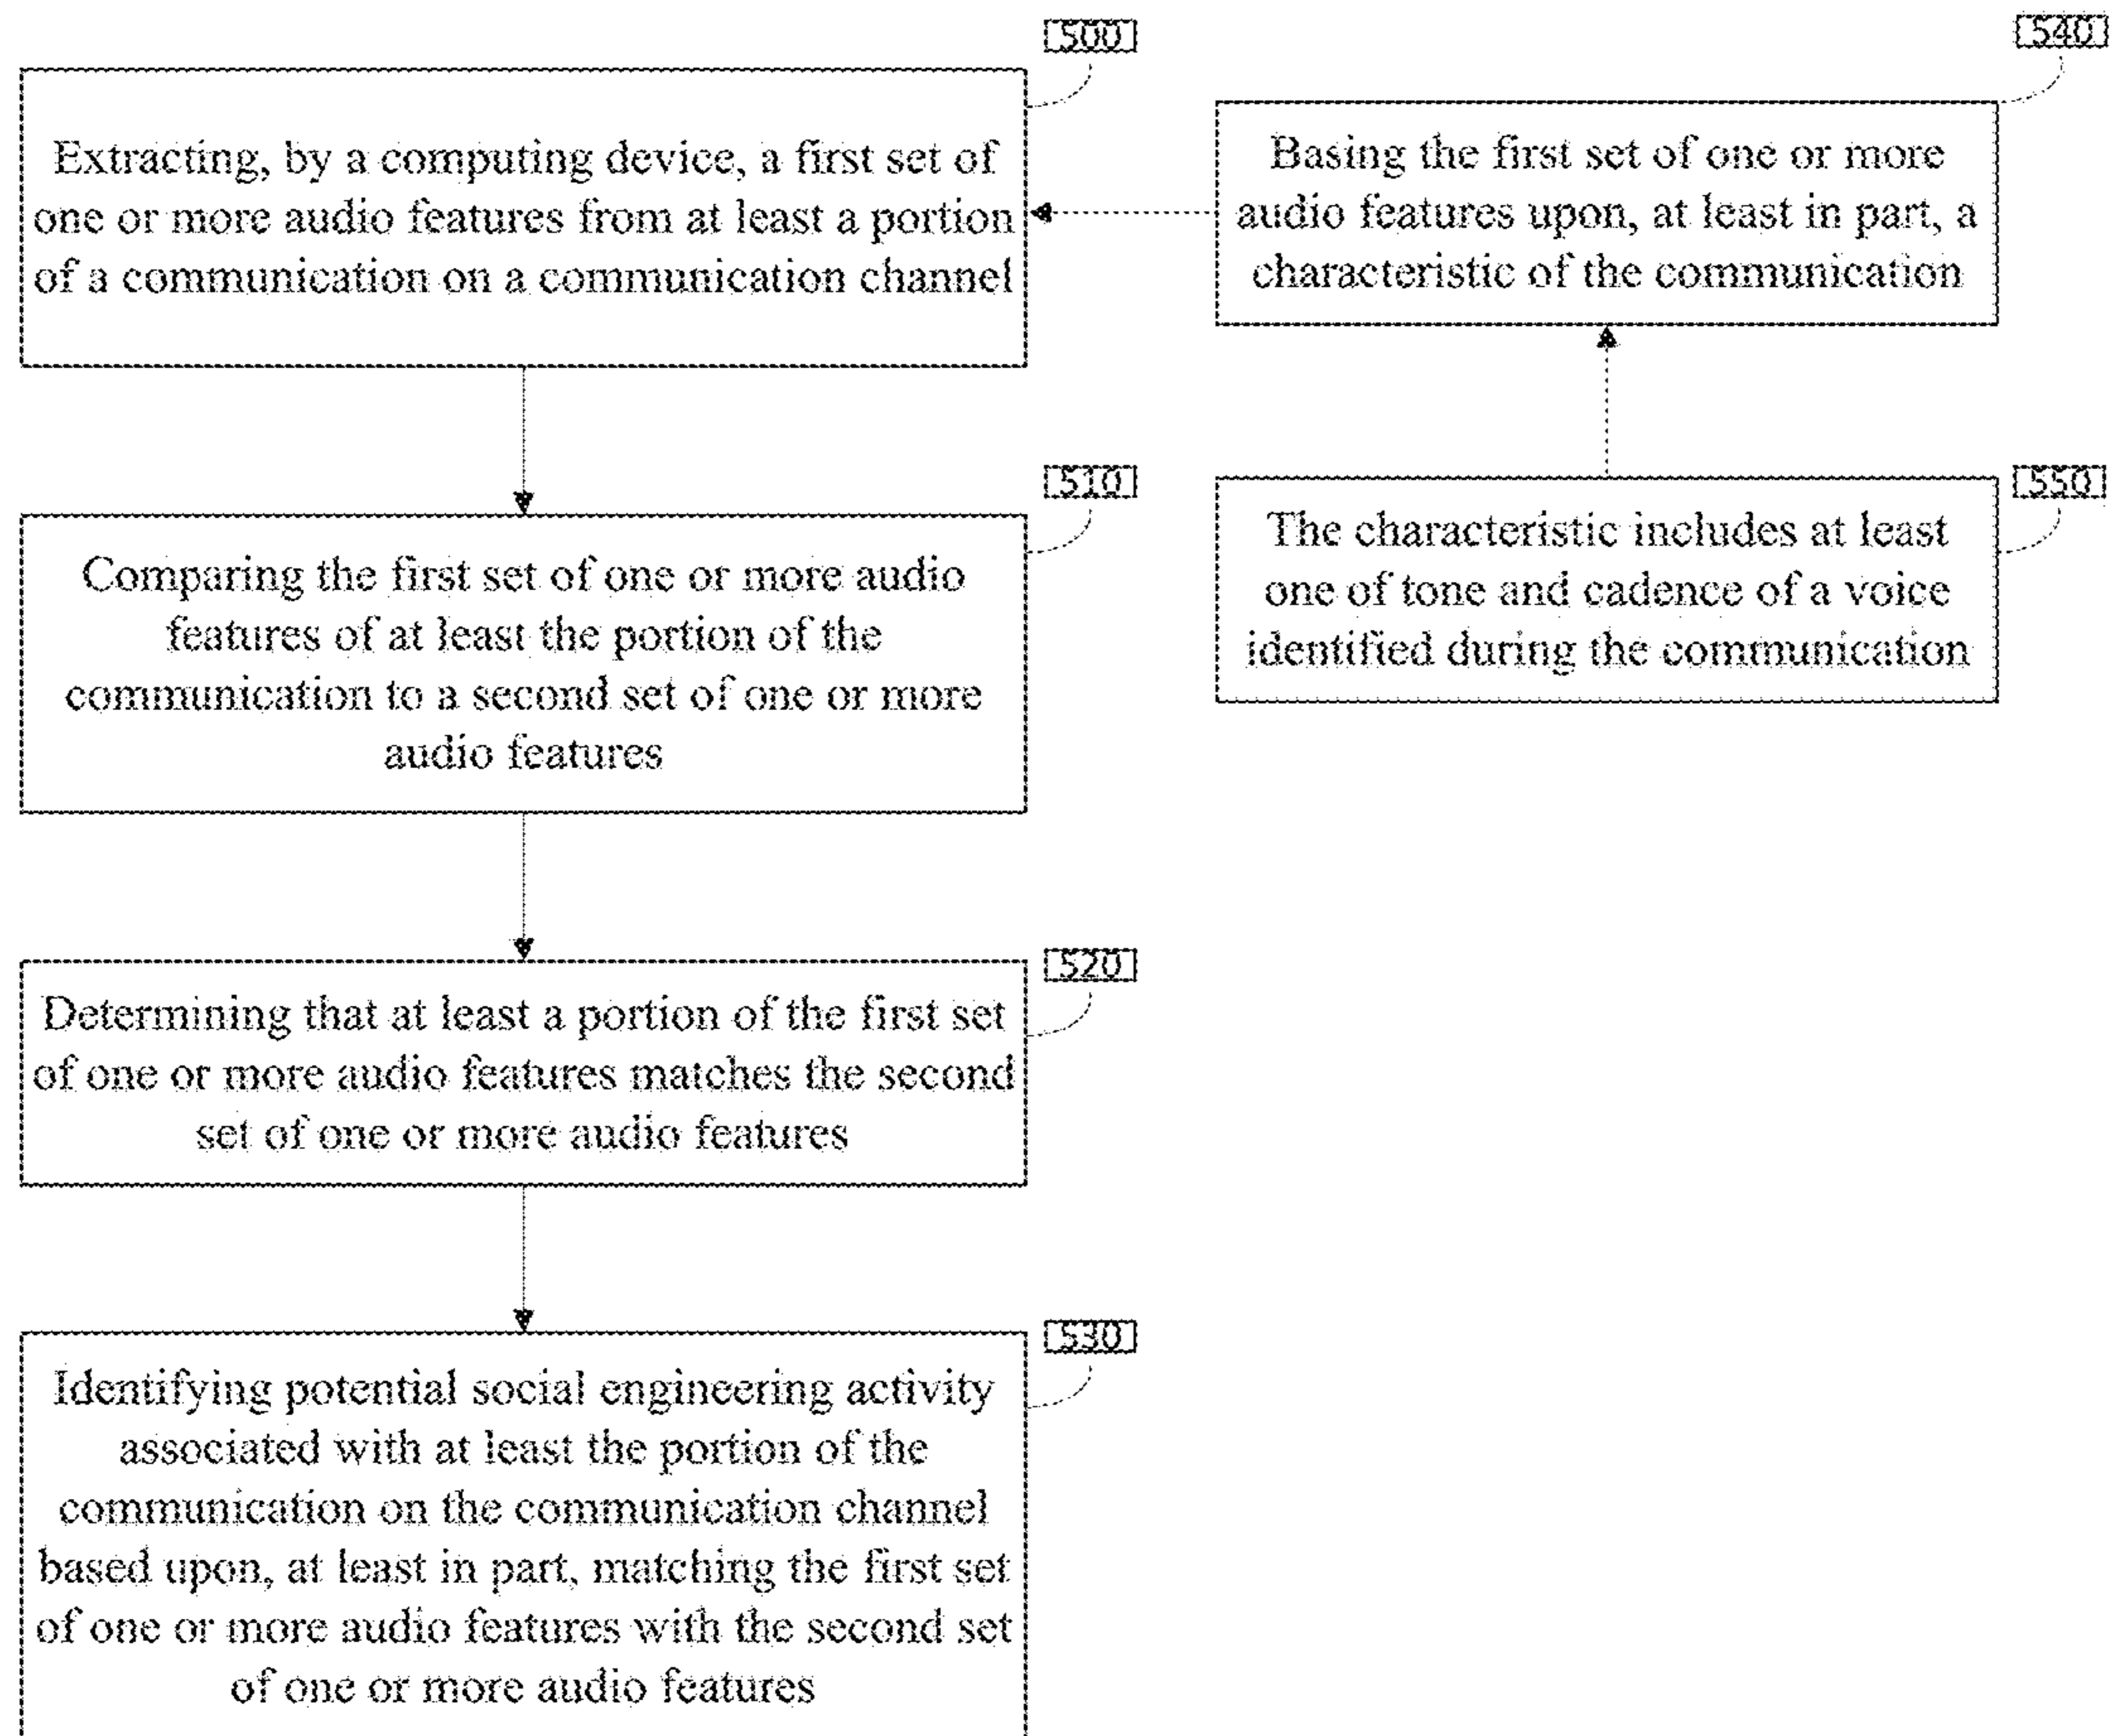 500
Extracting, by a computing device, a first set of
one or more audio features from at least a portion
of a communication on a communication channel
540
Basing the first set of one or more
audio features upon, at least in part, a
characteristic of the communication
510
Comparing the first set of one or more audio
features of at least the portion of the
communication to a second set of one or more
audio features
550
The characteristic includes at least
one of tone and cadence of a voice
identified during the communication
520
Determining that at least a portion of the first set
of one or more audio features matches the second
set of one or more audio features
530
Identifying potential social engineering activity
associated with at least the portion of the
communication on the communication channel
based upon, at least in part, matching the first set
of one or more audio features with the second set
of one or more audio features